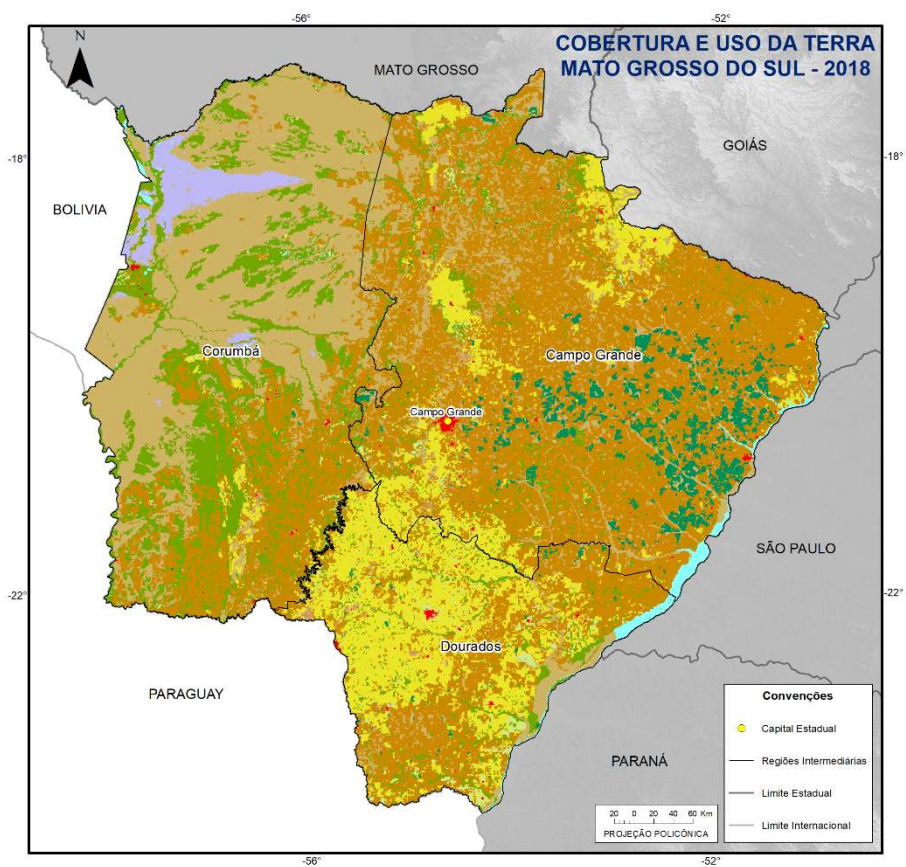 -56°
-52°
N
COBERTURA E USO DA TERRA
MATO GROSSO DO SUL - 2018
MATO GROSSO
GOIÁS
-18°
-18°
BOLIVIA
Corumbá
Campo Grande
Campo Grande
SÃO PAULO
-22°
-22°
Dourados
PARAGUAY
PARANÁ
Convenções
Capital Estadual
Regiões Intermediárias
Limite Estadual
Limite Internacional
20 0 20 40 60 Km
PROJEÇÃO POLICÔNICA
-56°
-52°